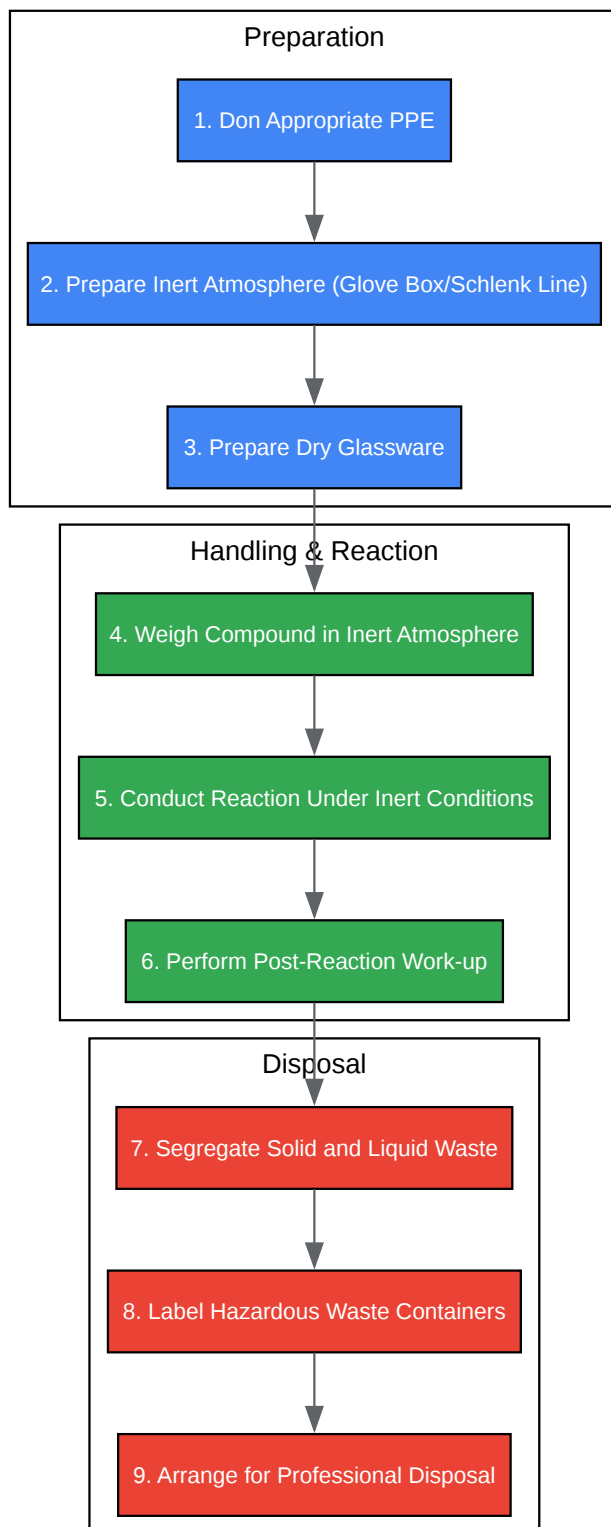 Preparation
1. Don Appropriate PPE
2. Prepare Inert Atmosphere (Glove Box/Schlenk Line)
3. Prepare Dry Glassware
Handling & Reaction
4. Weigh Compound in Inert Atmosphere
5. Conduct Reaction Under Inert Conditions
6. Perform Post-Reaction Work-up
Disposal
7. Segregate Solid and Liquid Waste
8. Label Hazardous Waste Containers
9. Arrange for Professional Disposal